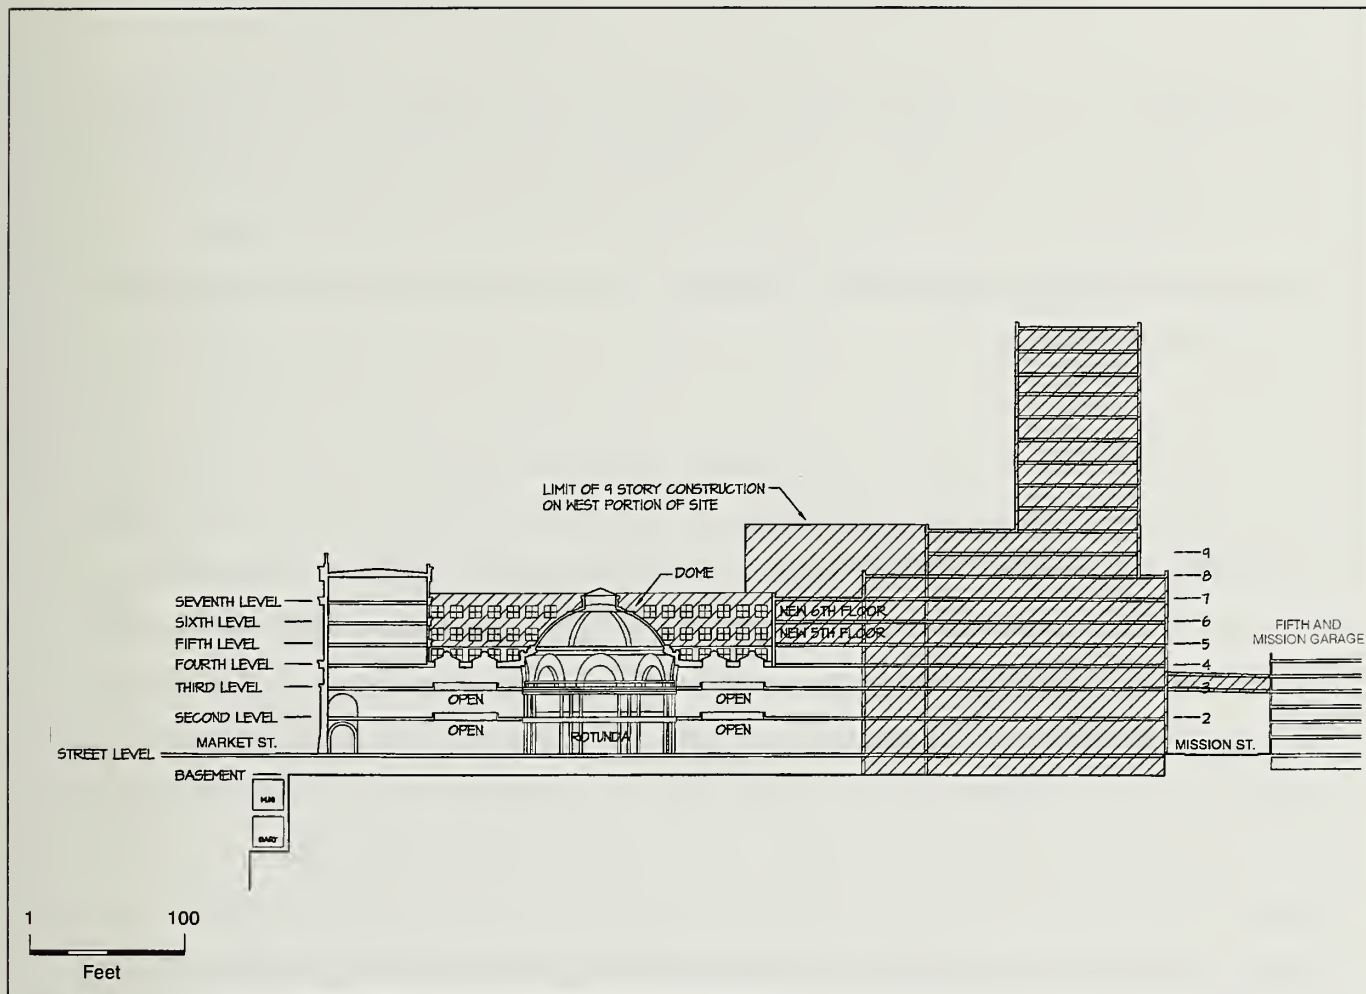 LIMIT OF 9 STORY CONSTRUCTION
ON WEST PORTION OF SITE
DOME
SEVENTH LEVEL
SIXTH LEVEL
FIFTH LEVEL
FOURTH LEVEL
THIRD LEVEL
SECOND LEVEL
MARKET ST.
STREET LEVEL
BASEMENT
MUNI
BART
NEW 6TH FLOOR
NEW 5TH FLOOR
OPEN
OPEN
OPEN
OPEN
ROTUNDA
9
8
7
6
5
4
3
2
MISSION ST.
FIFTH AND
MISSION GARAGE
1 100
Feet